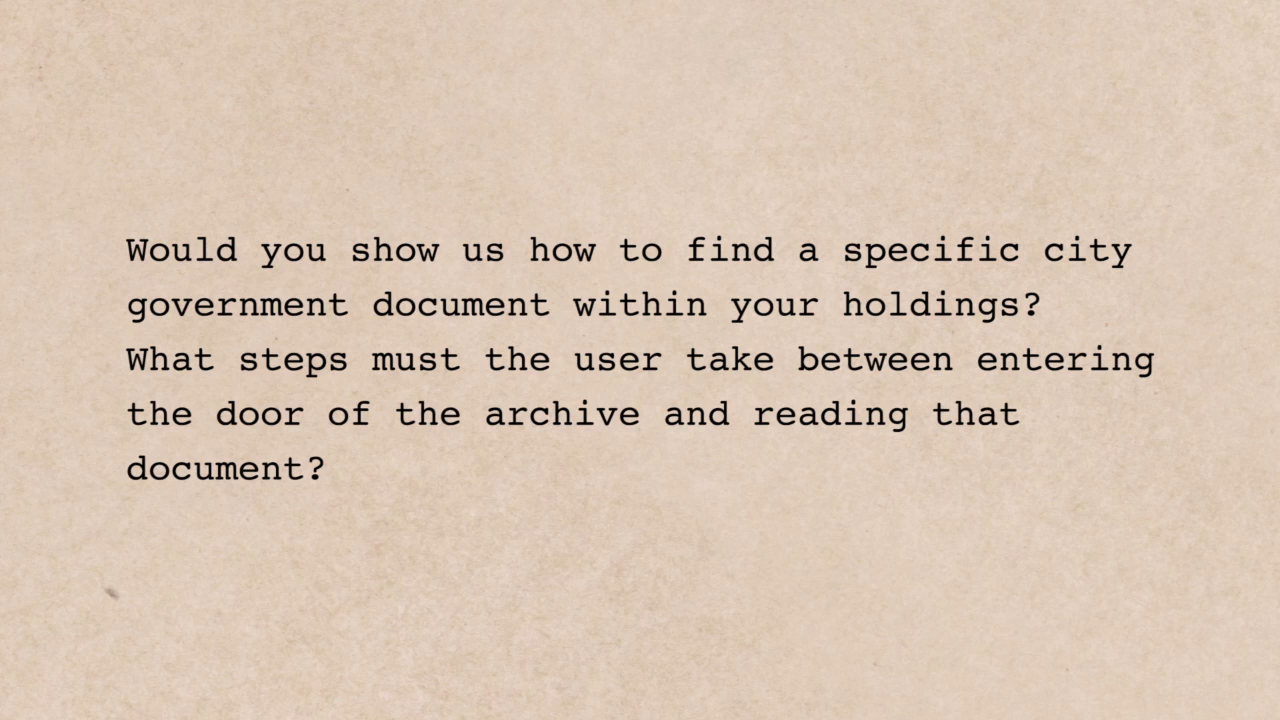 Would you show us how to find a specific city
government document within your holdings?
What steps must the user take between entering
the door of the archive and reading that
document?